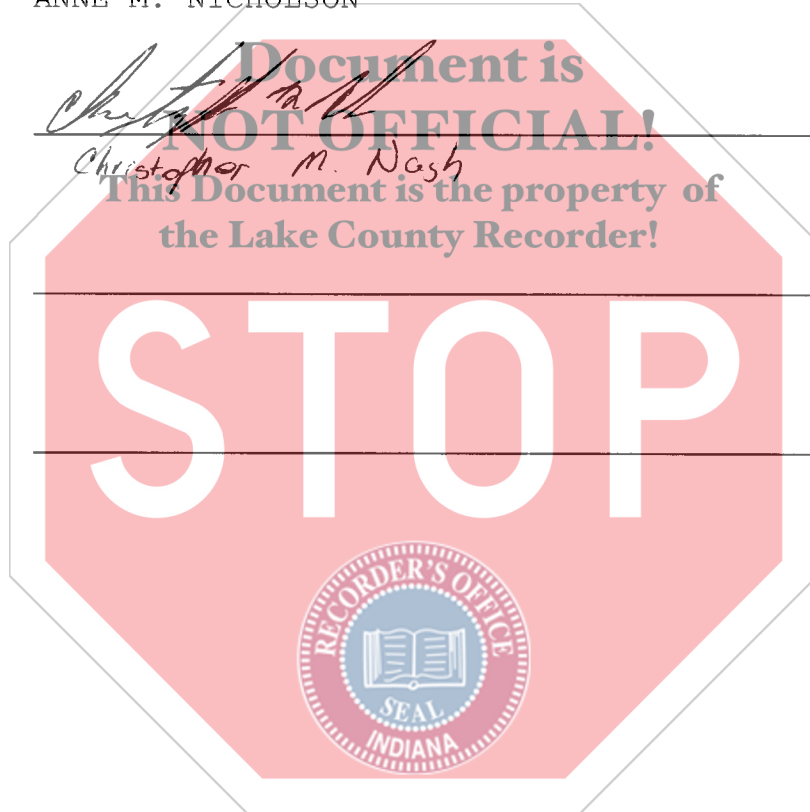 ANNE M. NICHOLSON
Document is
NOT OFFICIAL!
Christopher M. Nash
This Document is the property of
the Lake County Recorder!
STOP
RECORDER'S OFFICE
SEAL
INDIANA